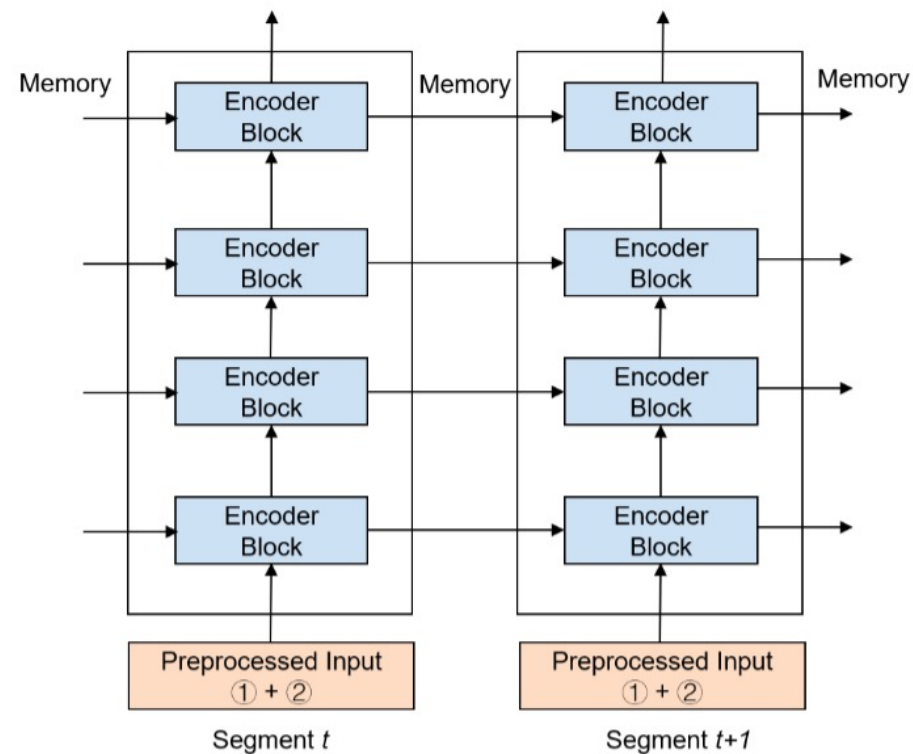 Memory
Memory
Memory
Encoder
Block
Encoder
Block
Encoder
Block
Encoder
Block
Encoder
Block
Encoder
Block
Encoder
Block
Encoder
Block
Preprocessed Input
① + ②
Preprocessed Input
① + ②
Segment t
Segment t+1